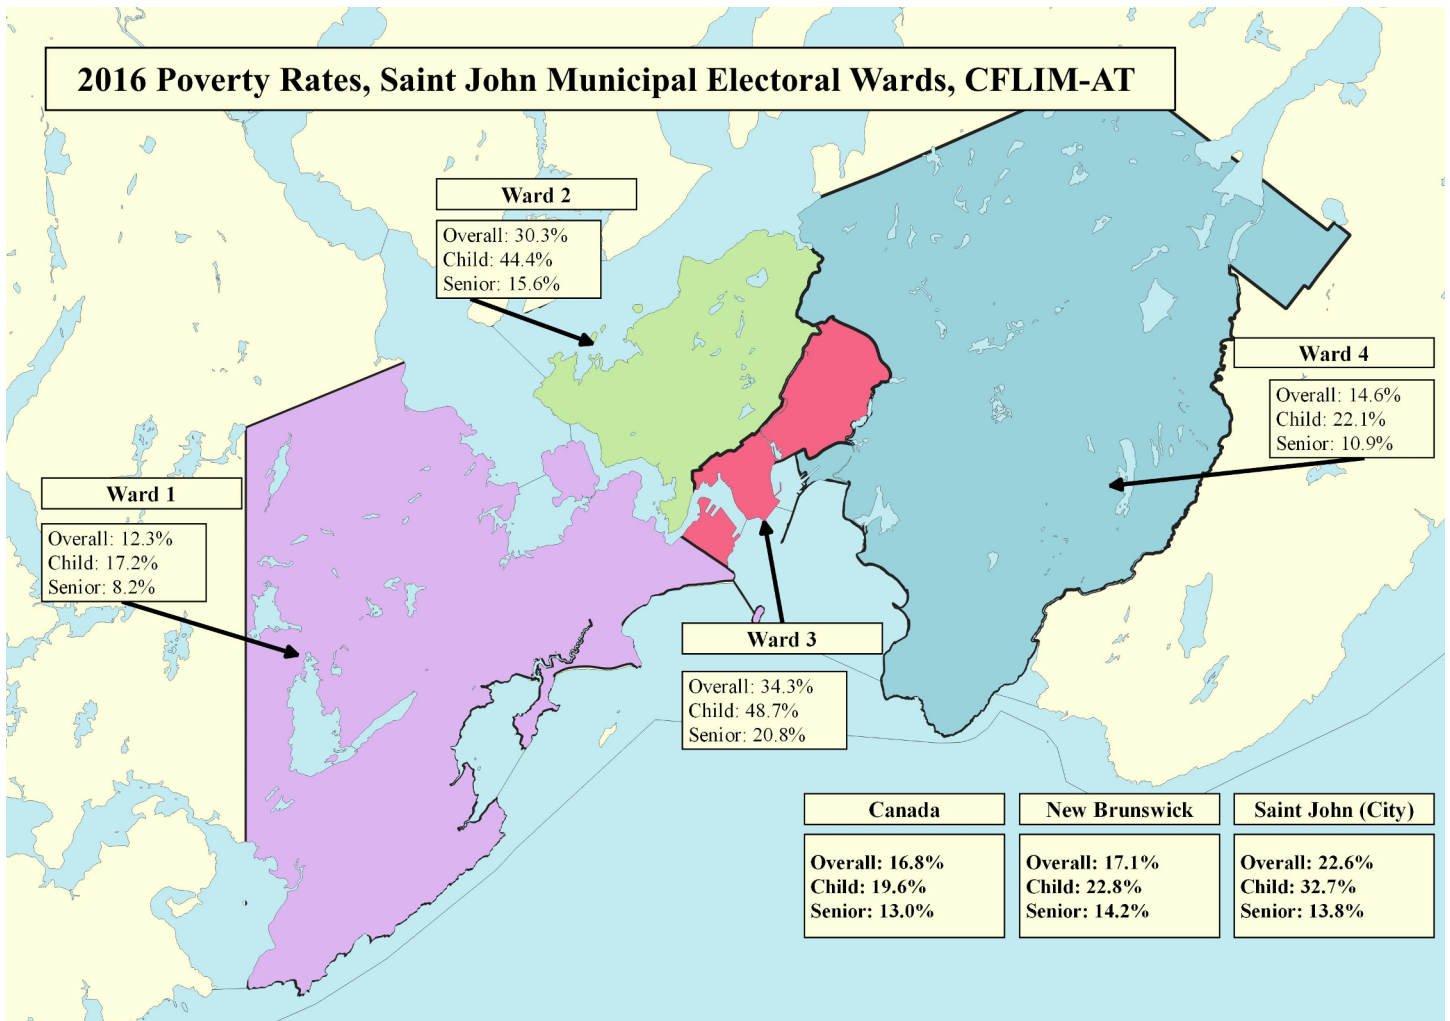 2016 Poverty Rates, Saint John Municipal Electoral Wards, CFLIM-AT
Ward 2
Overall: 30.3%
Child: 44.4%
Senior: 15.6%
Ward 4
Overall: 14.6%
Child: 22.1%
Senior: 10.9%
Ward 1
Overall: 12.3%
Child: 17.2%
Senior: 8.2%
Ward 3
Overall: 34.3%
Child: 48.7%
Senior: 20.8%
Canada
Overall: 16.8%
Child: 19.6%
Senior: 13.0%
New Brunswick
Overall: 17.1%
Child: 22.8%
Senior: 14.2%
Saint John (City)
Overall: 22.6%
Child: 32.7%
Senior: 13.8%